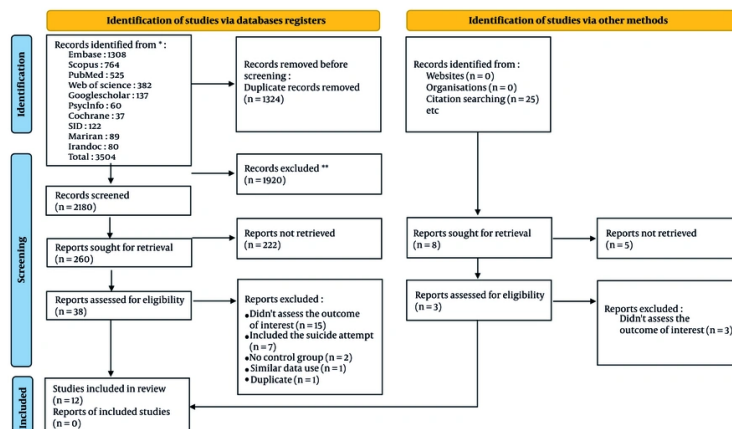 Identification of studies via databases registers
Identification of studies via other methods
Identification
Records identified from * :
Embase : 1308
Scopus : 764
PubMed : 525
Web of science : 382
Googlescholar : 137
PsycInfo : 60
Cochrane : 37
SID : 122
Mariran : 89
Irandoc : 80
Total : 3504
Records removed before
screening :
Duplicate records removed
(n = 1324)
Records identified from :
Websites (n = 0)
Organisations (n = 0)
Citation searching (n = 25)
etc
Screening
Records excluded **
(n = 1920)
Records screened
(n = 2180)
Reports sought for retrieval
(n = 260)
Reports not retrieved
(n = 222)
Reports sought for retrieval
(n = 8)
Reports not retrieved
(n = 5)
Reports assessed for eligibility
(n = 38)
Reports excluded :
•Didn't assess the outcome
of interest (n = 15)
•Included the suicide attempt
(n = 7)
•No control group (n = 2)
•Similar data use (n = 1)
•Duplicate (n = 1)
Reports assessed for eligibility
(n = 3)
Reports excluded :
Didn't assess the
outcome of interest (n = 3)
Included
Studies included in review
(n = 12)
Reports of included studies
(n = 0)